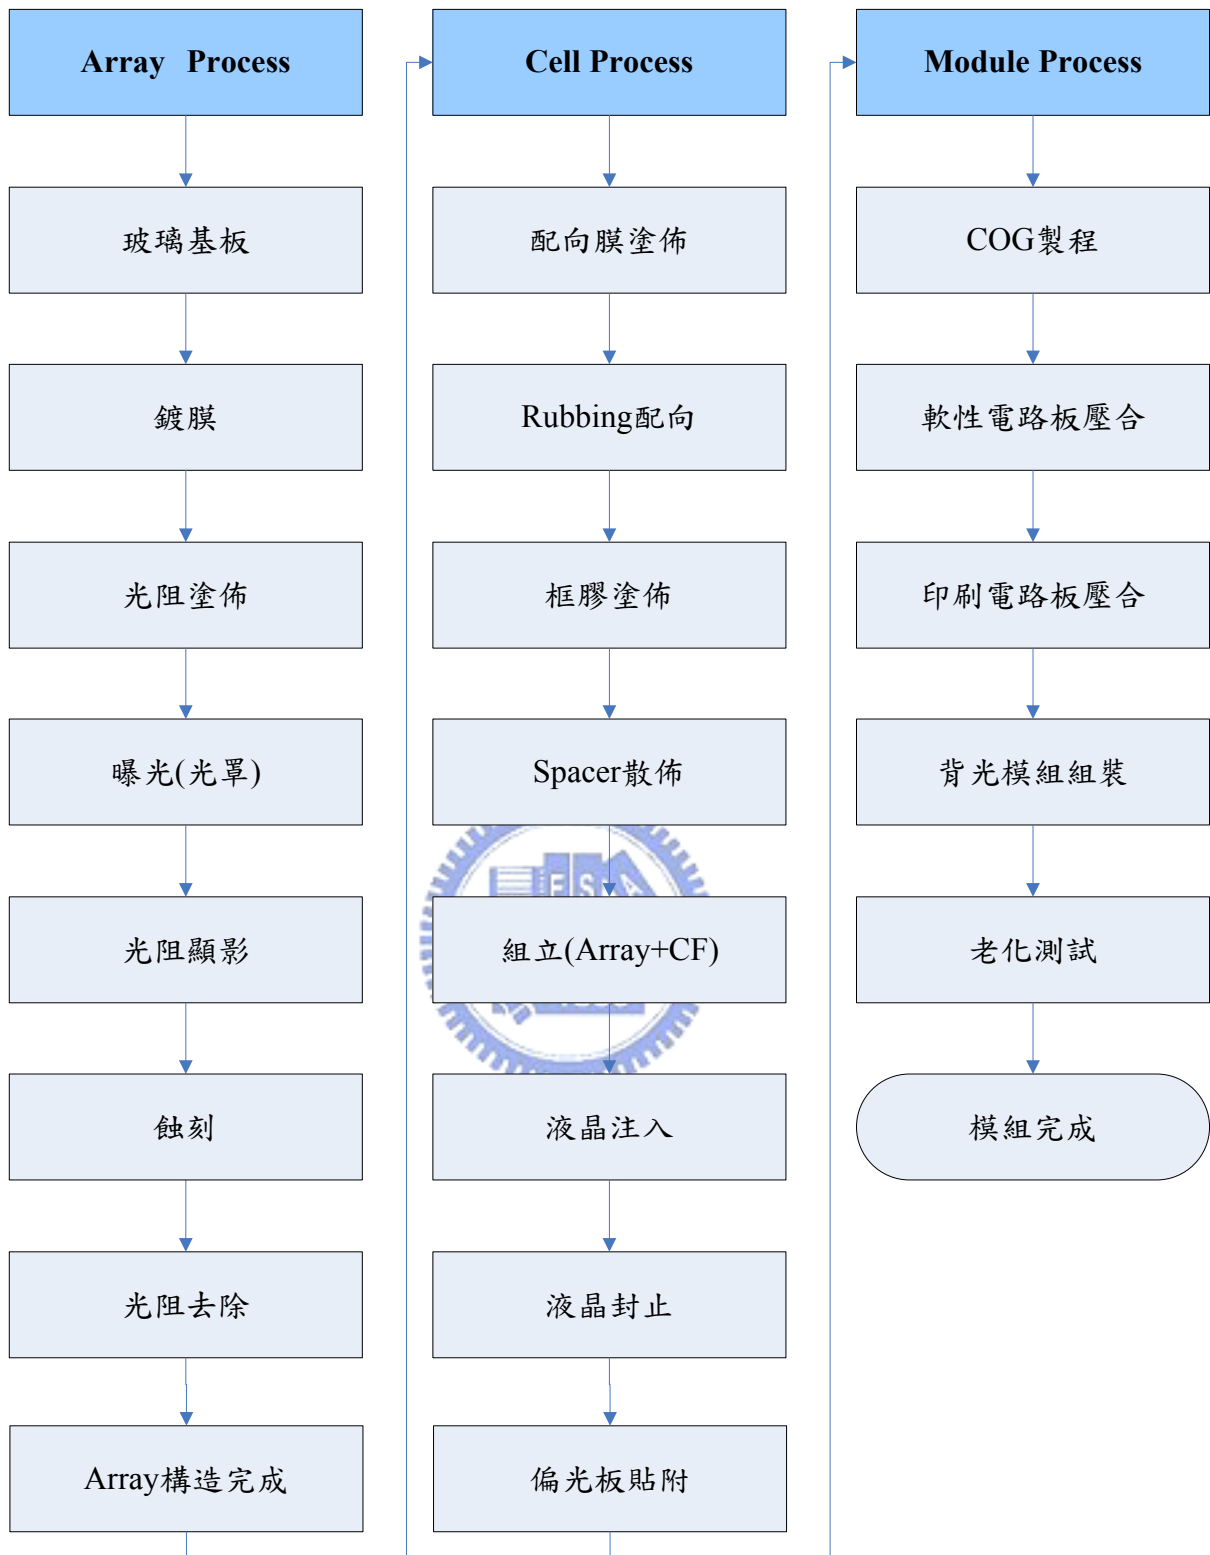 Array Process
玻璃基板
鍍膜
光阻塗佈
曝光(光罩)
光阻顯影
蝕刻
光阻去除
Array構造完成
Cell Process
配向膜塗佈
Rubbing配向
框膠塗佈
Spacer散佈
組立(Array+CF)
液晶注入
液晶封止
偏光板貼附
Module Process
COG製程
軟性電路板壓合
印刷電路板壓合
背光模組組裝
老化測試
模組完成